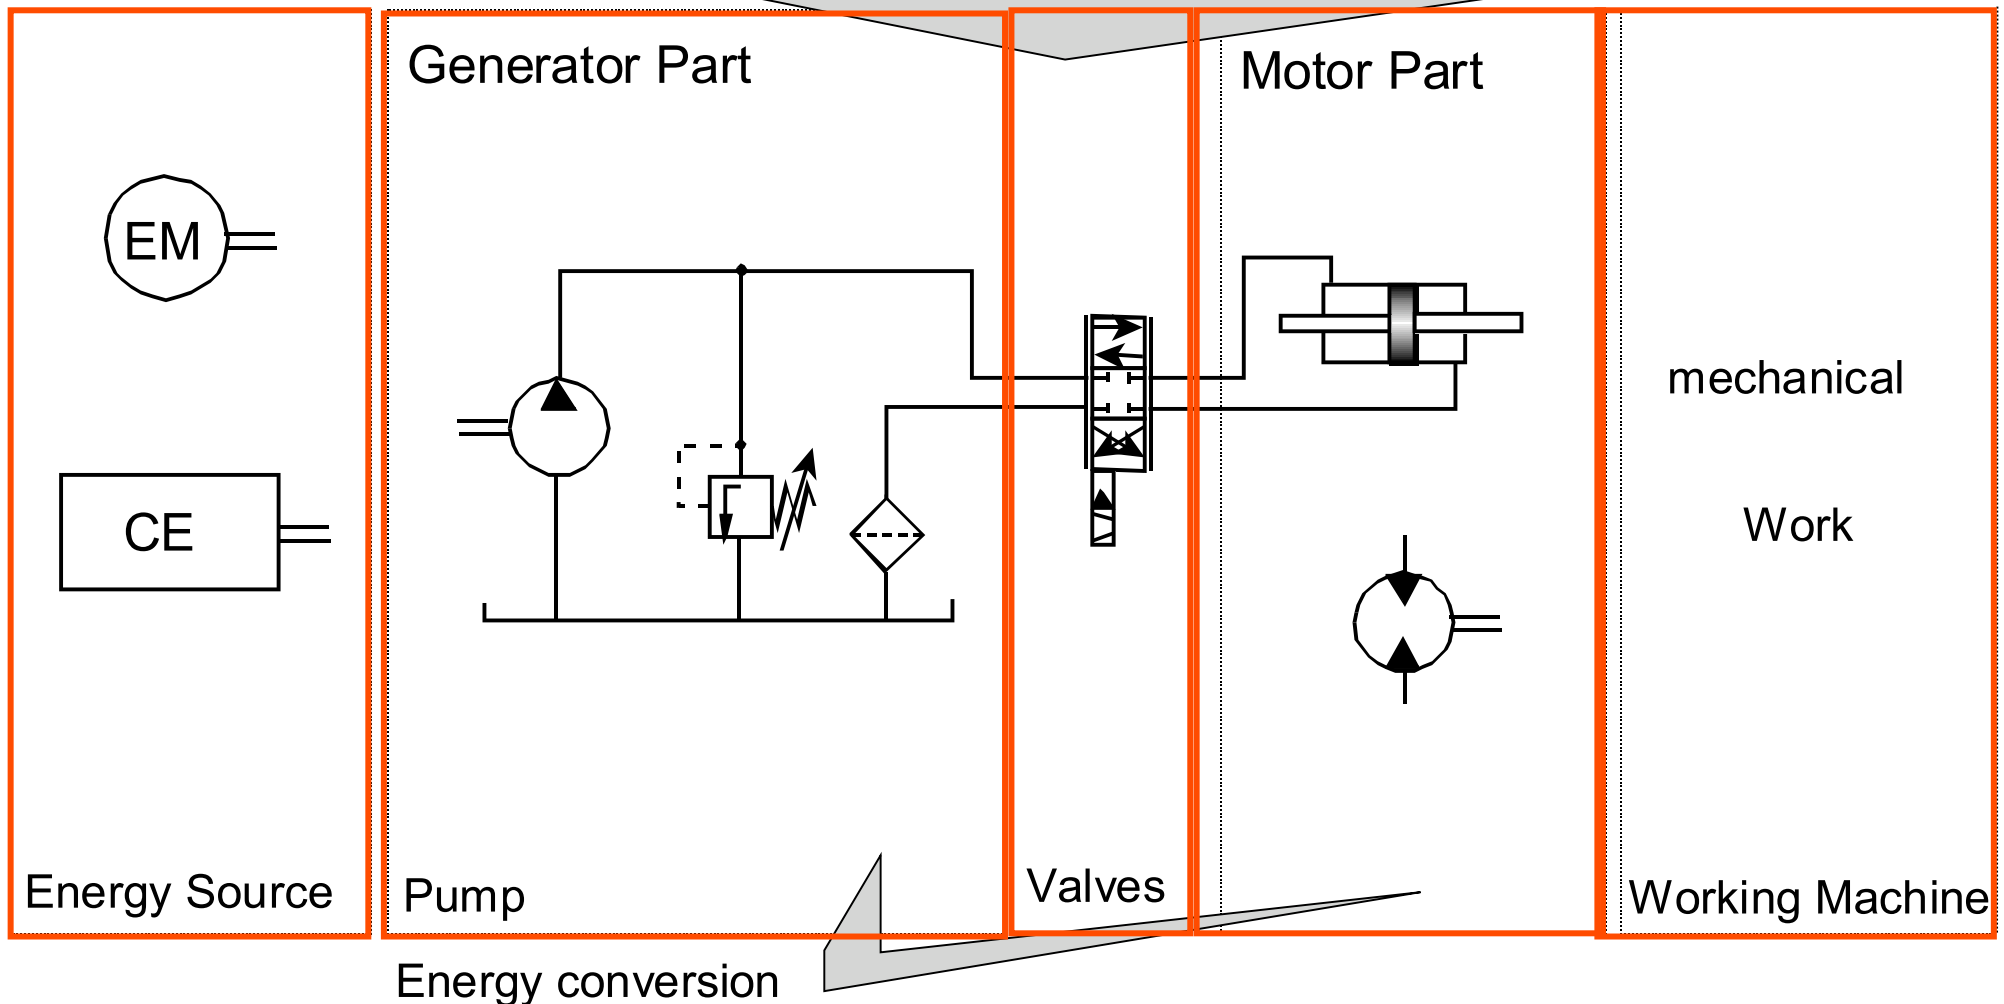 Generator Part
Motor Part
EM
CE
mechanical
Work
Energy Source
Pump
Valves
Working Machine
Energy conversion